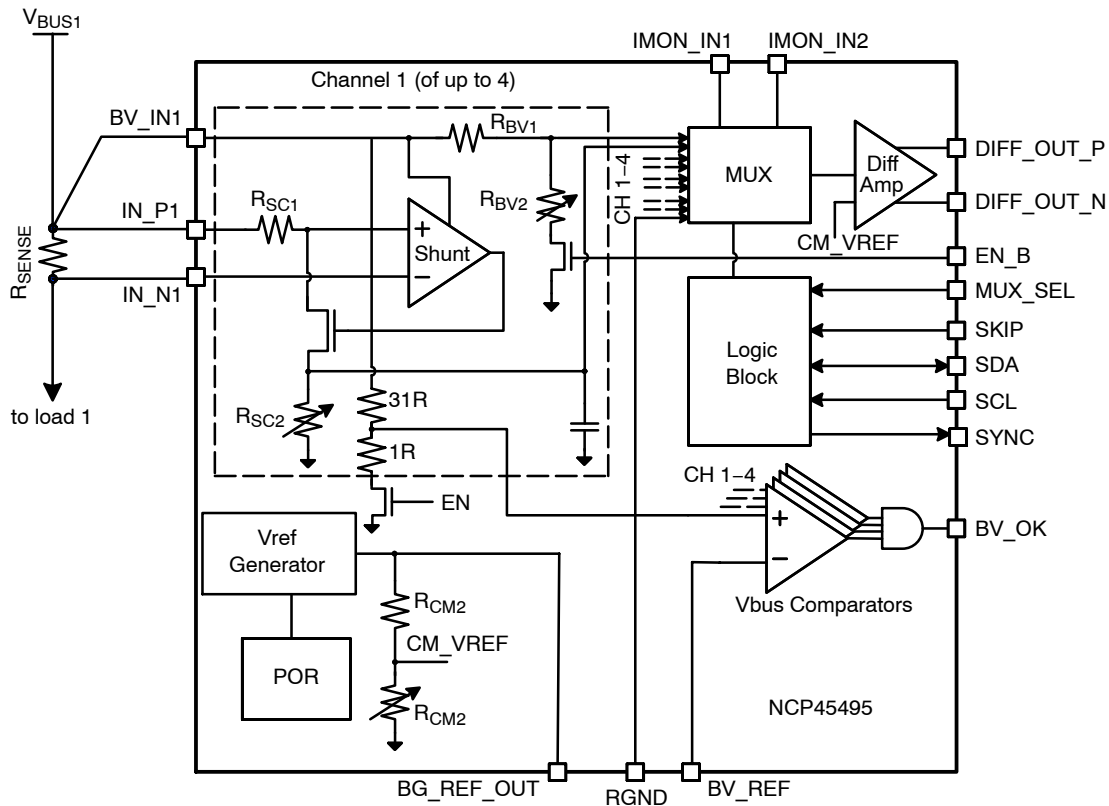 VBUS1
IMON_IN1
IMON_IN2
Channel 1 (of up to 4)
BV_IN1
RBV1
IN_P1
RSC1
RBV2
CH 1–4
MUX
Diff
Amp
DIFF_OUT_P
DIFF_OUT_N
CM_VREF
+
Shunt
–
RSENSE
IN_N1
EN_B
MUX_SEL
SKIP
SDA
SCL
SYNC
Logic
Block
to load 1
RSC2
31R
1R
EN
CH 1–4
+
–
BV_OK
Vbus Comparators
Vref
Generator
RCM2
CM_VREF
POR
RCM2
NCP45495
BG_REF_OUT
RGND
BV_REF